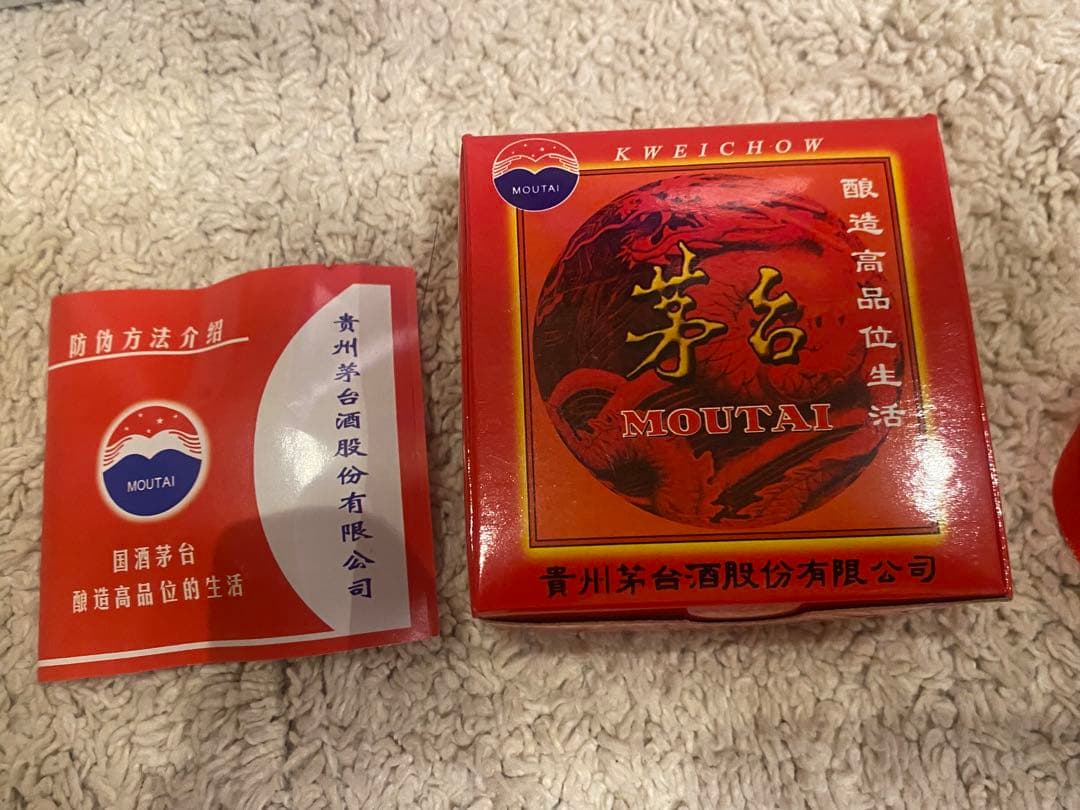 防伪方法介绍
MOUTAI
国酒茅台
酿造高品位的生活
贵州茅台酒股份有限公司
MOUTAI
KWEICHOW
酿造高品位生活
茅台
MOUTAI
貴州茅台酒股份有限公司